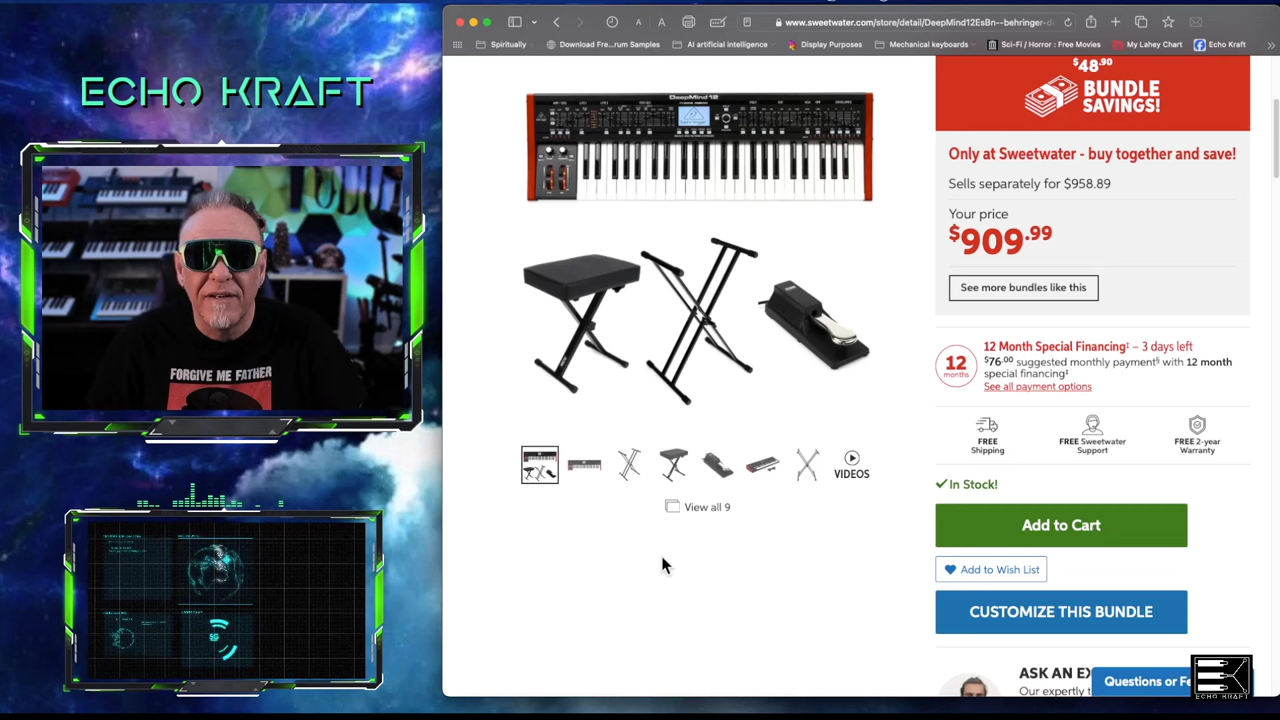 ECHO KRAFT
FORGIVE ME FATHER
5G
www.sweetwater.com/store/detail/DeepMind12EsBn--behringer-d
Spiritually
Download Fre...rum Samples
AI artificial intelligence
Display Purposes
Mechanical keyboards
Sci-Fi / Horror : Free Movies
My Lahey Chart
Echo Kraft
DeepMind 12
$48.90
BUNDLE
SAVINGS!
Only at Sweetwater - buy together and save!
Sells separately for $958.89
Your price
$909.99
See more bundles like this
12
months
12 Month Special Financing‡ – 3 days left
$76.00 suggested monthly payment§ with 12 month
special financing‡
See all payment options
FREE
Shipping
FREE Sweetwater
Support
FREE 2-year
Warranty
VIDEOS
View all 9
In Stock!
Add to Cart
Add to Wish List
CUSTOMIZE THIS BUNDLE
ASK AN EX
Our expertly t
Questions or Fe
ECHO KRAFT